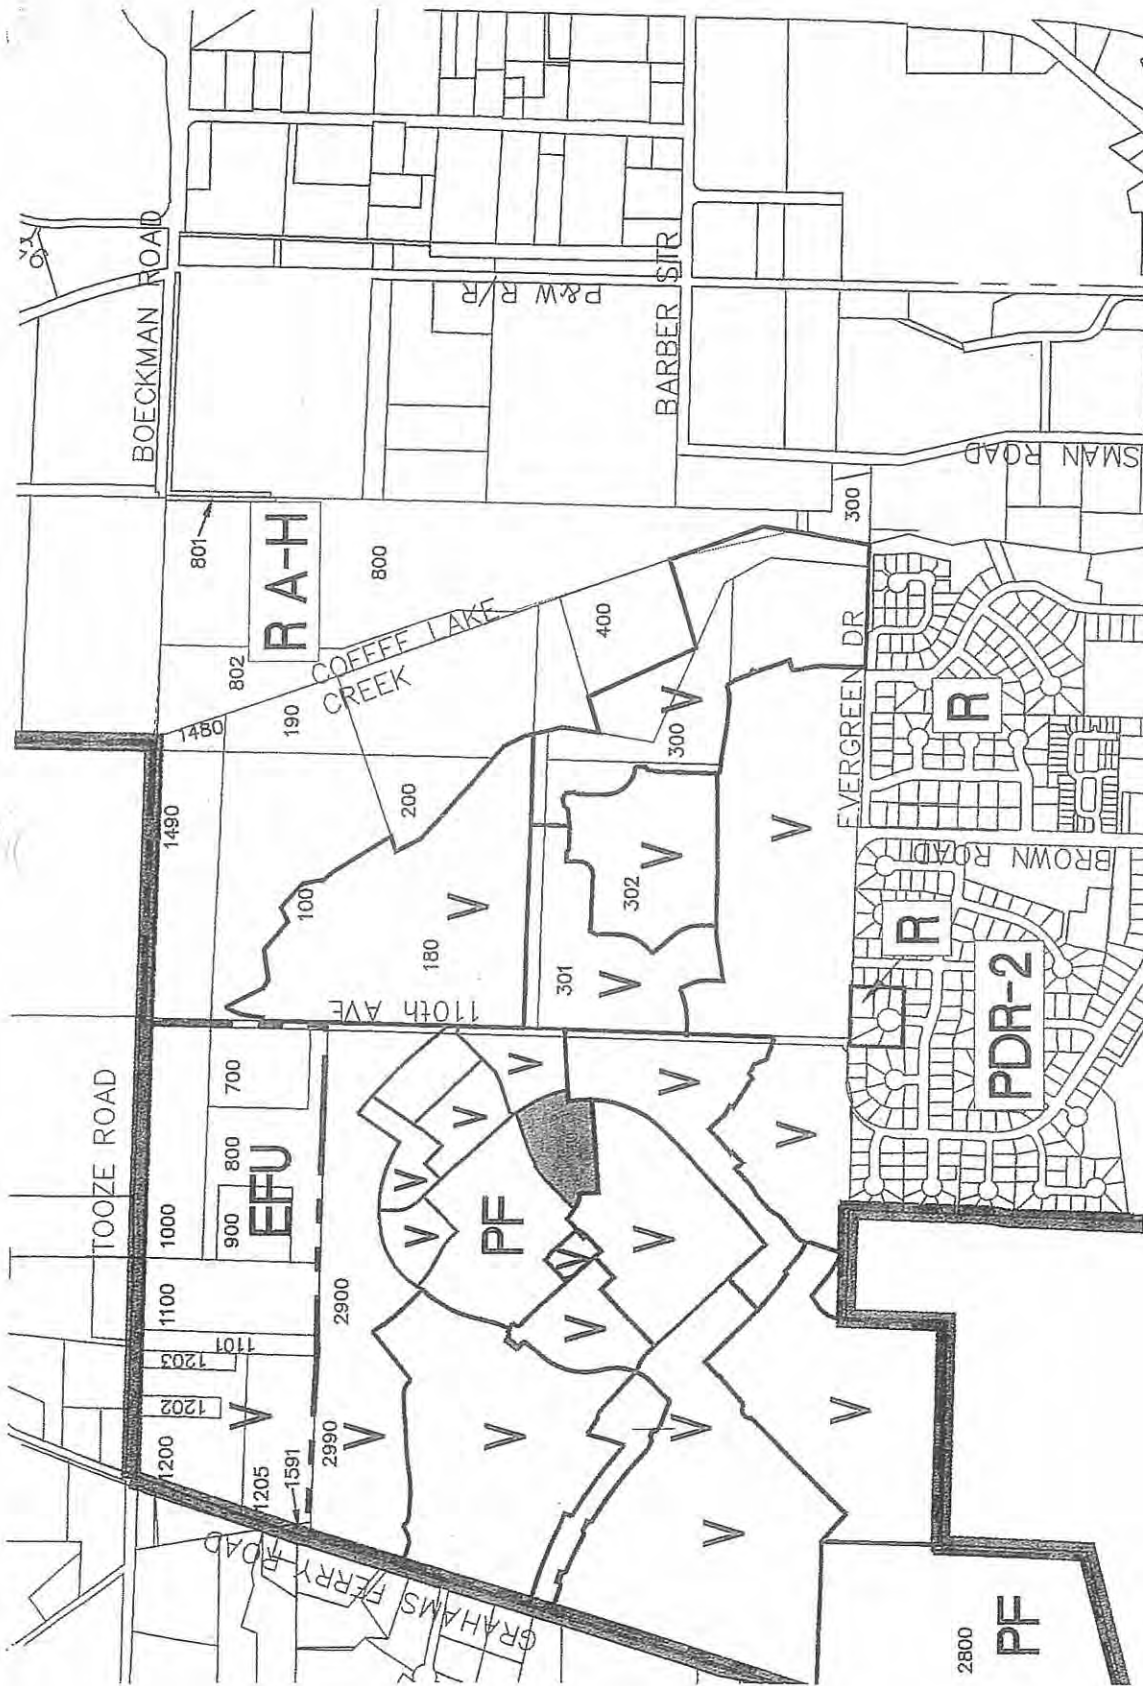 TOOZE ROAD
BOECKMAN ROAD
1200
1202
1203
1100
1101
1000
1490
1480
801
GRAHAMS FERRY ROAD
1205
1591
V
900
800
700
EFU
802
R A-H
190
100
2990
2900
V
110th AVE
COFFEE LAKE
CREEK
800
V
V
200
180
V
V
V
PF
V
P&W R/R
V
V
301
400
V
V
V
302
V
300
V
BARBER STR
V
V
V
V
V
EVERGREEN DR
300
R
BROWN ROAD
R
PDR-2
SMAN ROAD
2800
PF